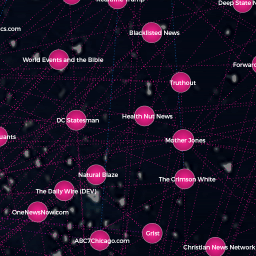 Realtime Trump
Deep State N
Blacklisted News
cs.com
World Events and the Bible
Forward
Truthout
Health Nut News
DC Statesman
uants
Mother Jones
Natural Blaze
The Crimson White
The Daily Wire (DEV)
OneNewsNow.com
Grist
ABC7Chicago.com
Christian News Network